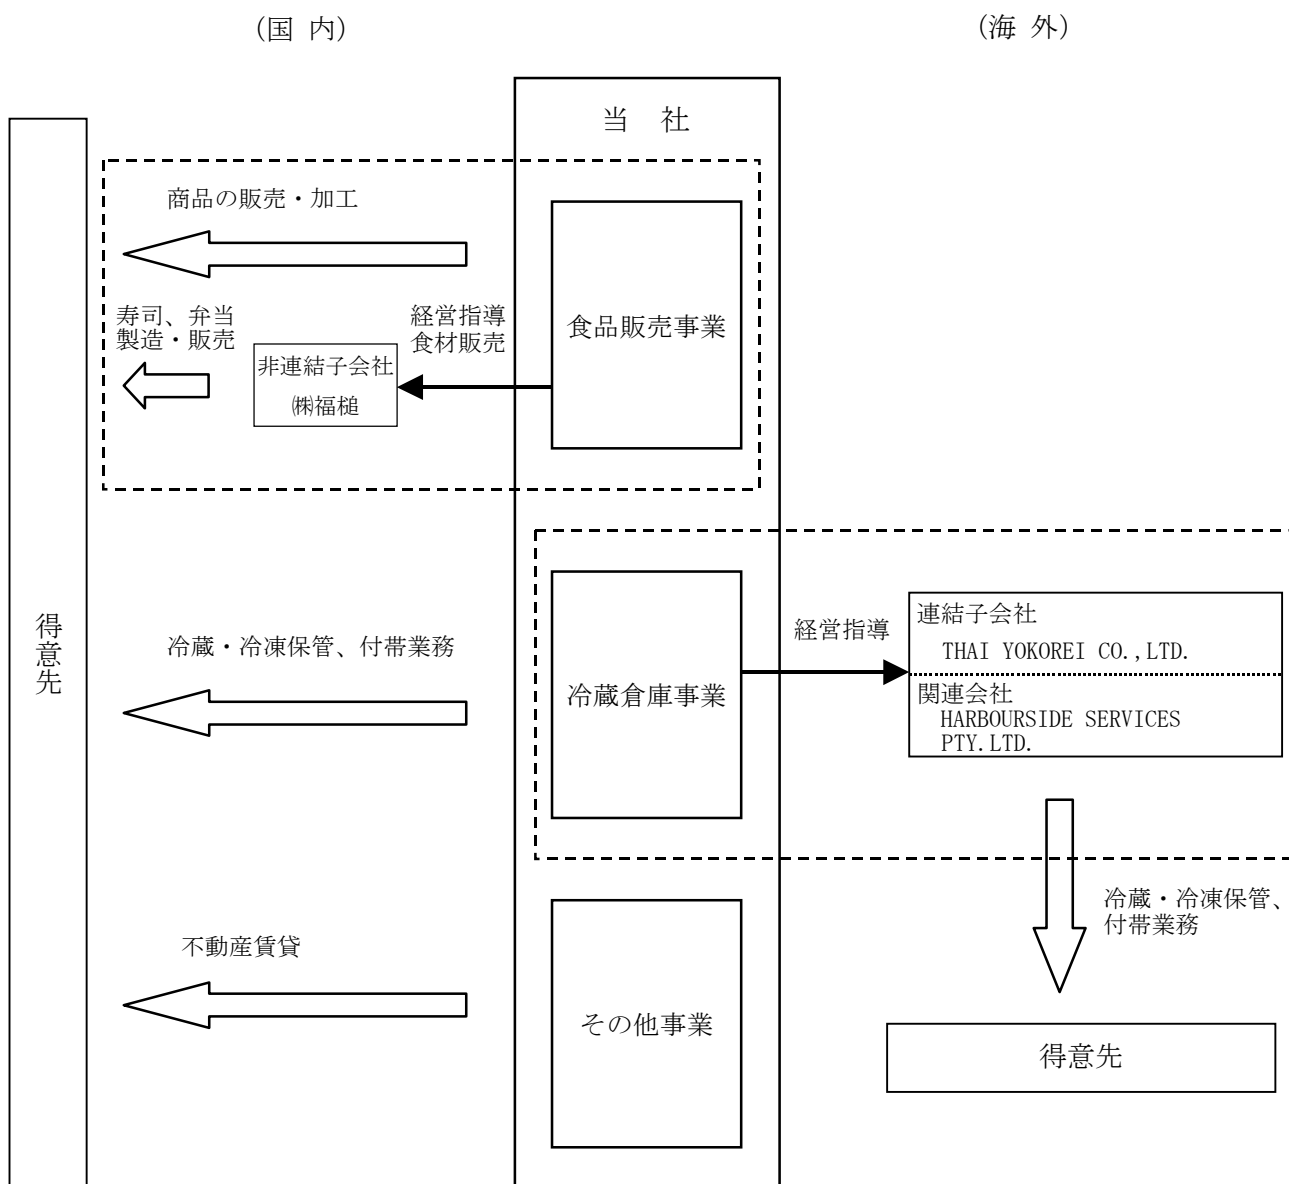 (国 内)
(海 外)
当 社
商品の販売・加工
寿司、弁当
製造・販売
経営指導
食材販売
非連結子会社
㈱福槌
食品販売事業
得意先
冷蔵・冷凍保管、付帯業務
冷蔵倉庫事業
経営指導
連結子会社
THAI YOKOREI CO.,LTD.
関連会社
HARBOURSIDE SERVICES
PTY.LTD.
冷蔵・冷凍保管、
付帯業務
不動産賃貸
その他事業
得意先